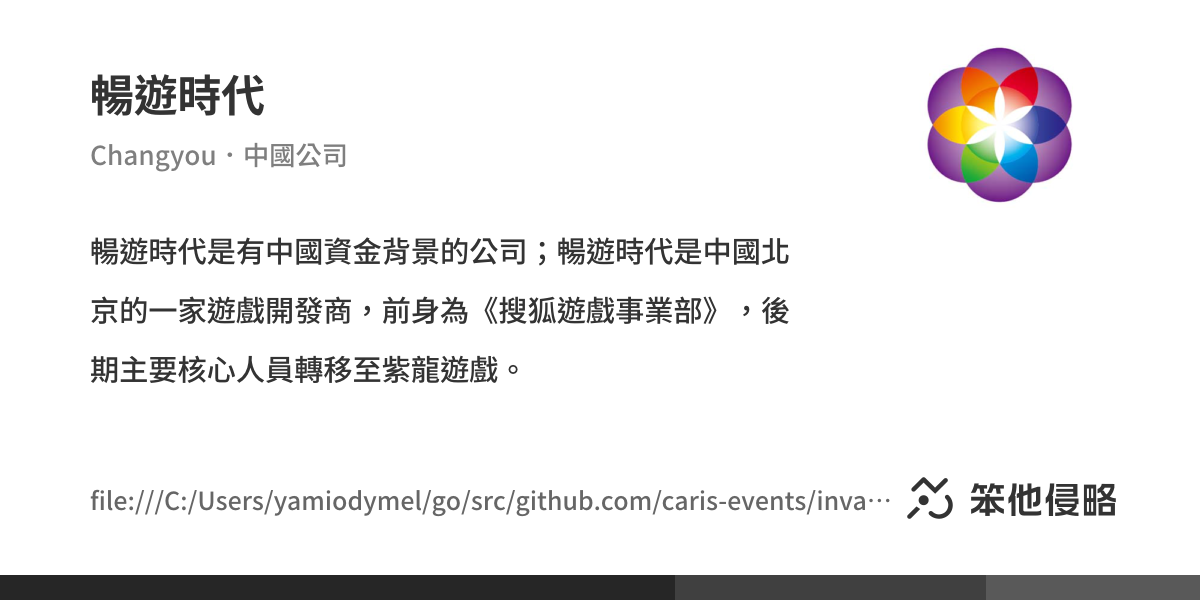 暢遊時代
Changyou・中國公司
暢遊時代是有中國資金背景的公司；暢遊時代是中國北
京的一家遊戲開發商，前身為《搜狐遊戲事業部》，後
期主要核心人員轉移至紫龍遊戲。
file:///C:/Users/yamiodymel/go/src/github.com/caris-events/inva…
笨他侵略